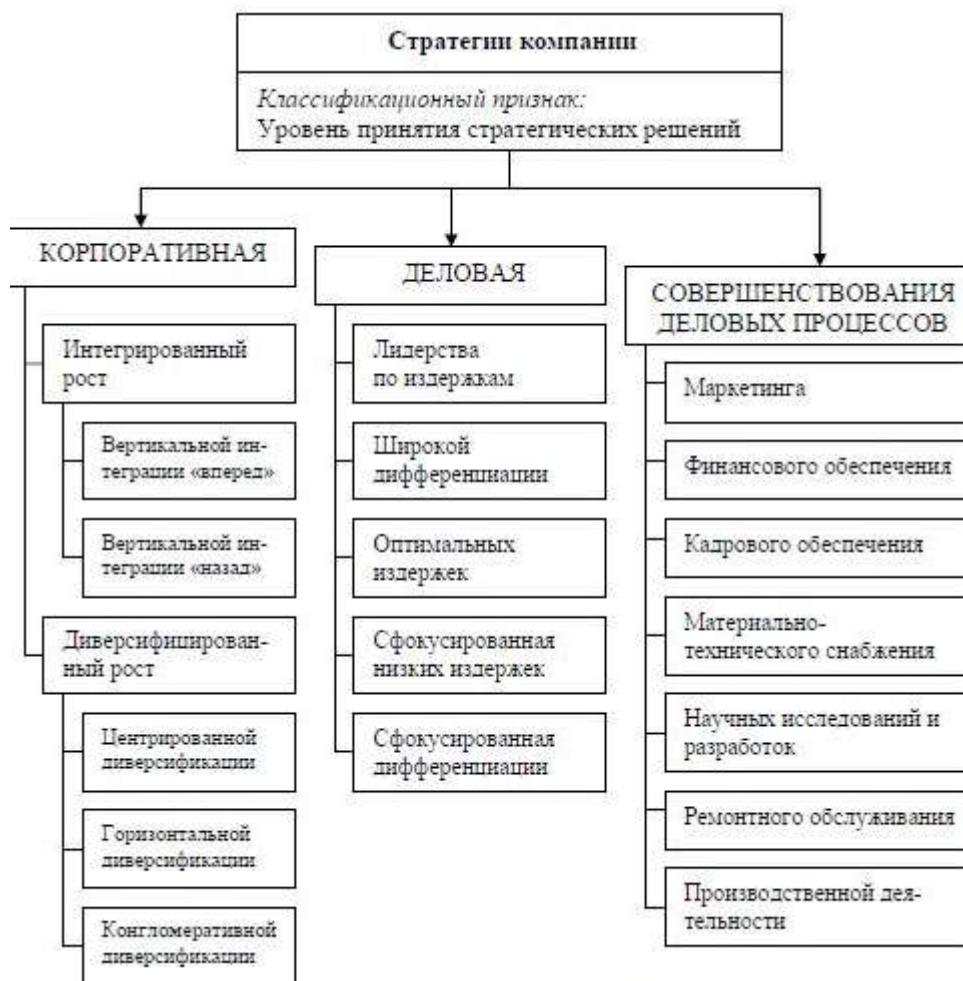 Стратегии компании
Классификационный признак:
Уровень принятия стратегических решений
КОРПОРАТИВНАЯ
Интегрированный
рост
Вертикальной ин-
теграции «вперед»
Вертикальной ин-
теграции «назад»
Диверсифицирован-
ный рост
Центрированной
диверсификации
Горизонтальной
диверсификации
Конгломеративной
диверсификации
ДЕЛОВАЯ
Лидерства
по издержкам
Широкой
дифференциации
Оптимальных
издержек
Сфокусированная
низких издержек
Сфокусированная
дифференциации
СОВЕРШЕНСТВОВАНИЯ
ДЕЛОВЫХ ПРОЦЕССОВ
Маркетинга
Финансового обеспечения
Кадрового обеспечения
Материально-
технического снабжения
Научных исследований и
разработок
Ремонтного обслуживания
Производственной дея-
тельности